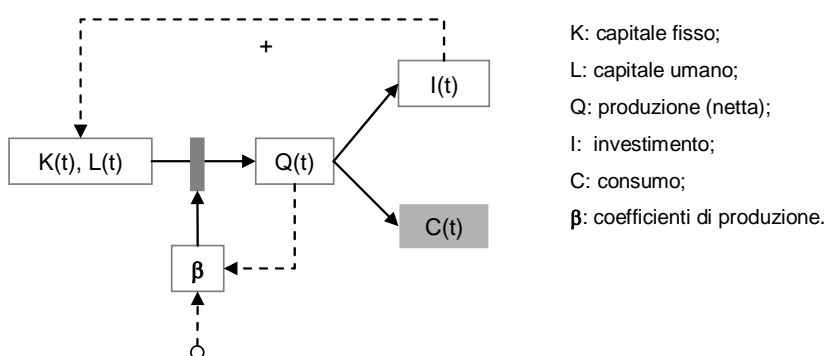 +
I(t)
K(t), L(t)
Q(t)
C(t)
β
K: capitale fisso;
L: capitale umano;
Q: produzione (netta);
I: investimento;
C: consumo;
β: coefficienti di produzione.